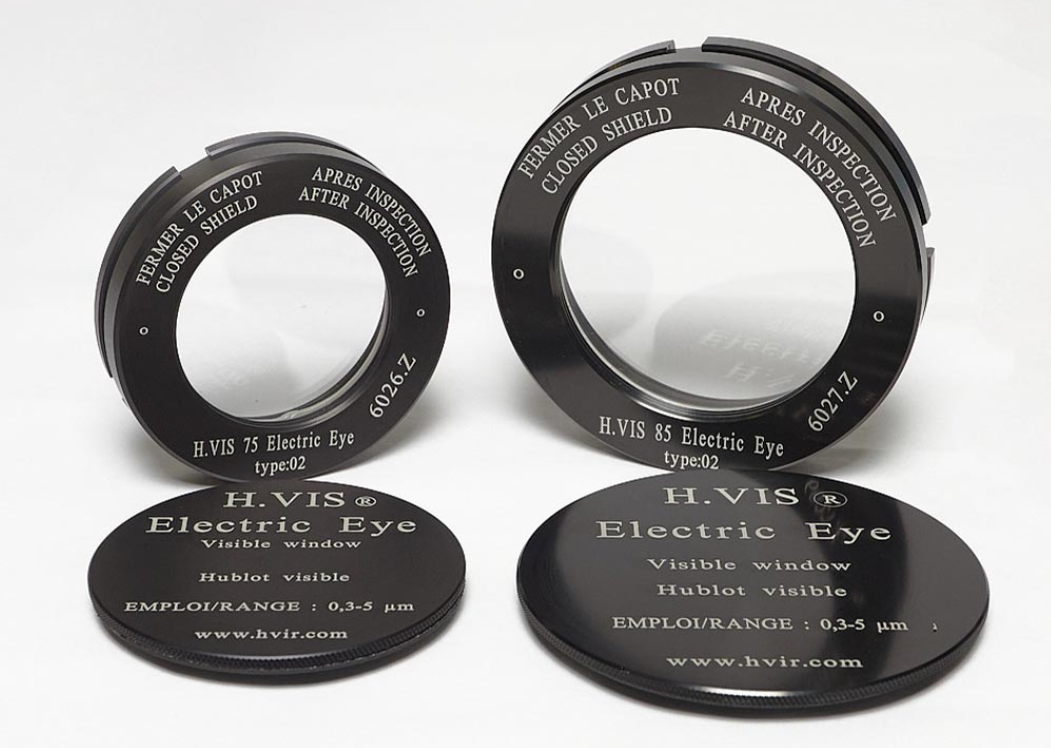 FERMER LE CAPOT
CLOSED SHIELD
APRES INSPECTION
AFTER INSPECTION
6026.Z
H.VIS 75 Electric Eye
type:02
FERMER LE CAPOT
CLOSED SHIELD
APRES INSPECTION
AFTER INSPECTION
6027.Z
H.VIS 85 Electric Eye
type:02
H.VIS ®
Electric Eye
Visible window
Hublot visible
EMPLOI/RANGE : 0,3-5 µm
www.hvir.com
H.VIS ®
Electric Eye
Visible window
Hublot visible
EMPLOI/RANGE : 0,3-5 µm
www.hvir.com